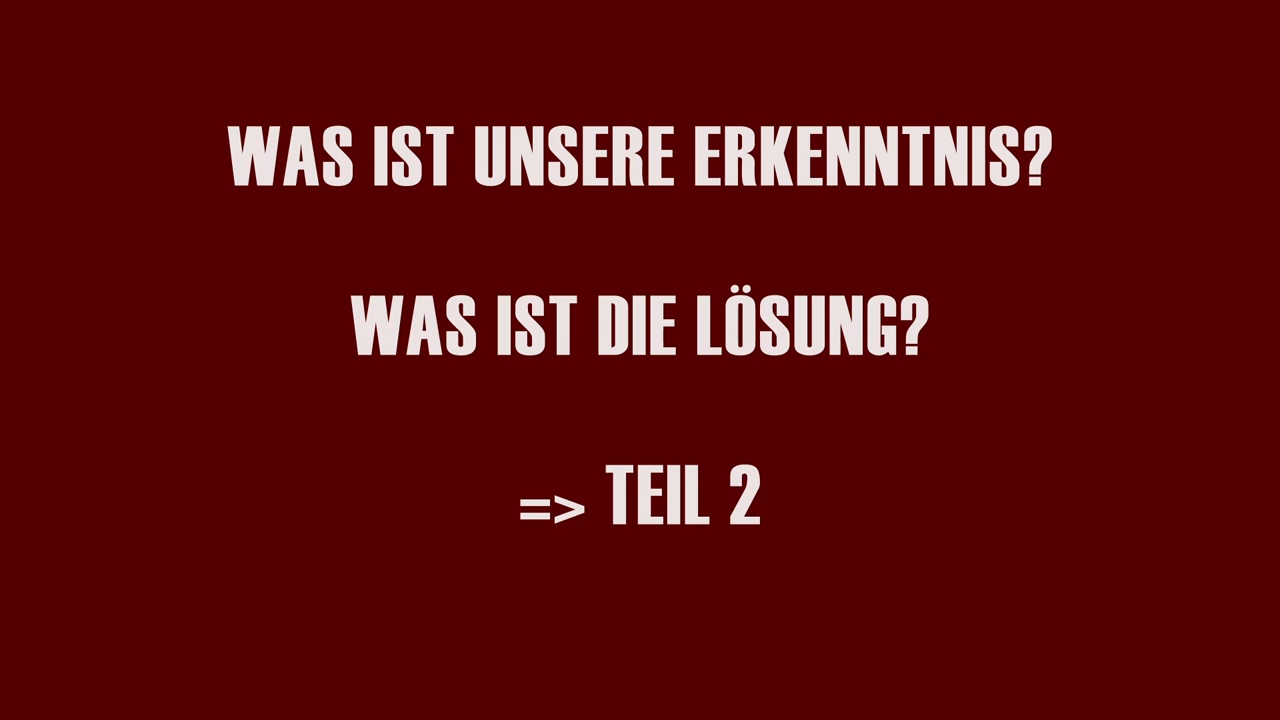 WAS IST UNSERE ERKENNTNIS?
WAS IST DIE LÖSUNG?
=> TEIL 2